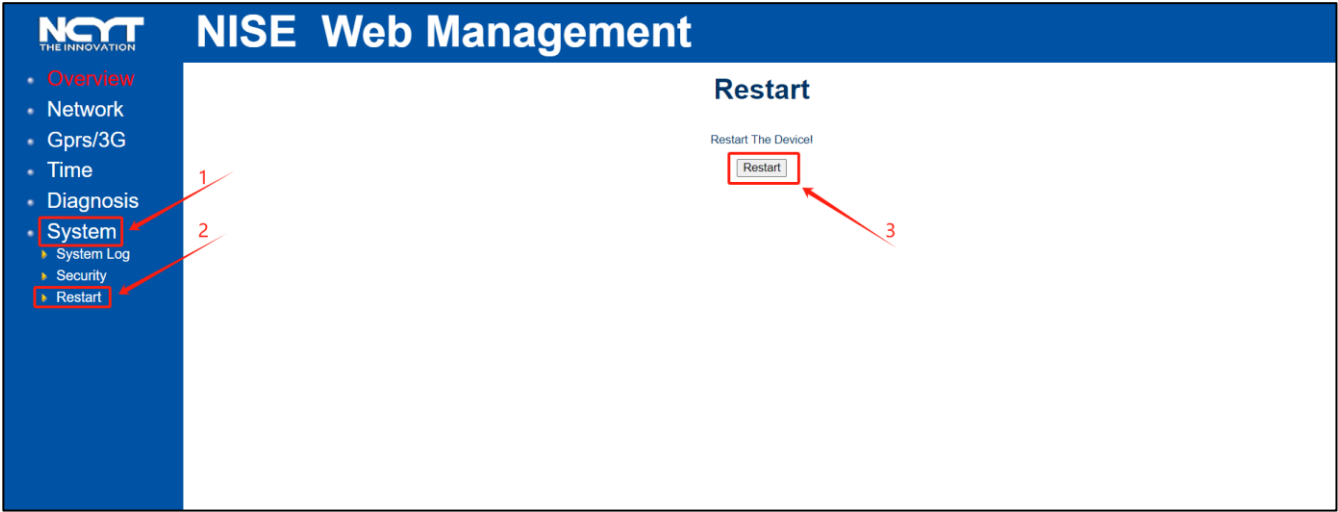 NCYT
THE INNOVATION
NISE Web Management
Overview
Network
Gprs/3G
Time
Diagnosis
System
System Log
Security
Restart
Restart
Restart The Device!
Restart
1
2
3